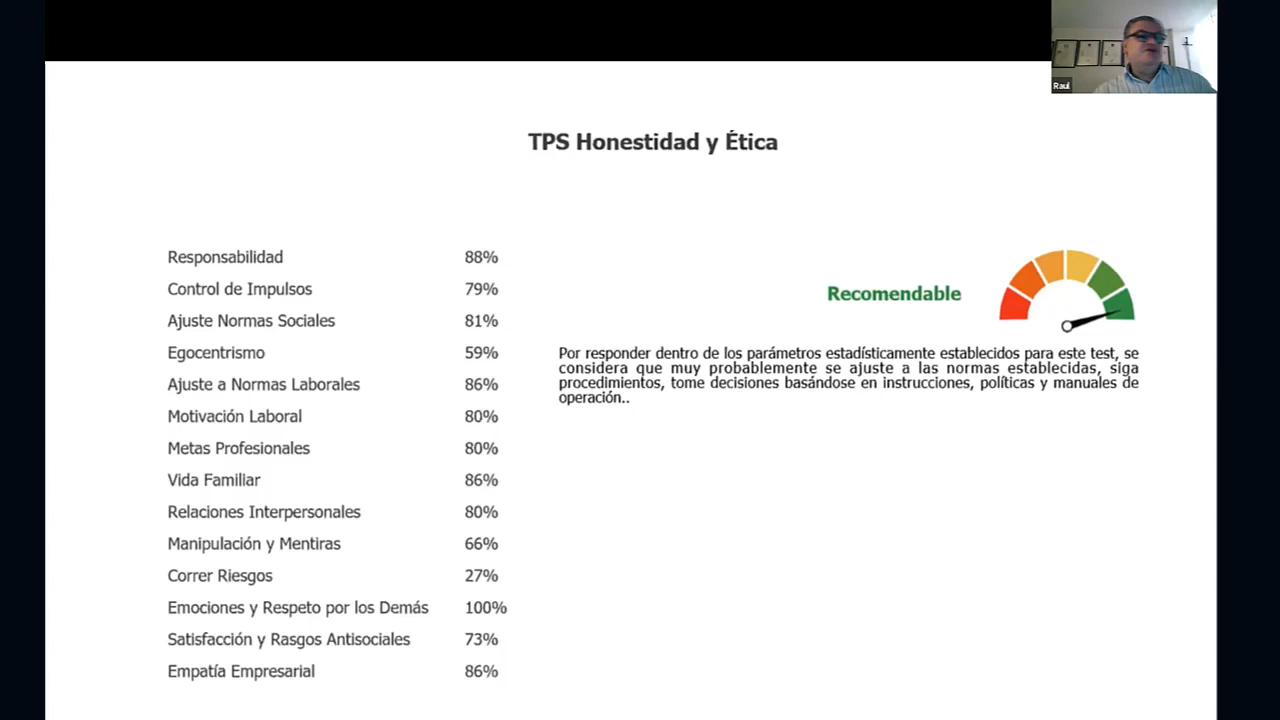 Raul
TPS Honestidad y Ética
Responsabilidad 88%
Control de Impulsos 79%
Ajuste Normas Sociales 81%
Egocentrismo 59%
Ajuste a Normas Laborales 86%
Motivación Laboral 80%
Metas Profesionales 80%
Vida Familiar 86%
Relaciones Interpersonales 80%
Manipulación y Mentiras 66%
Correr Riesgos 27%
Emociones y Respeto por los Demás 100%
Satisfacción y Rasgos Antisociales 73%
Empatía Empresarial 86%
Recomendable
Por responder dentro de los parámetros estadísticamente establecidos para este test, se
considera que muy probablemente se ajuste a las normas establecidas, siga
procedimientos, tome decisiones basándose en instrucciones, políticas y manuales de
operación..